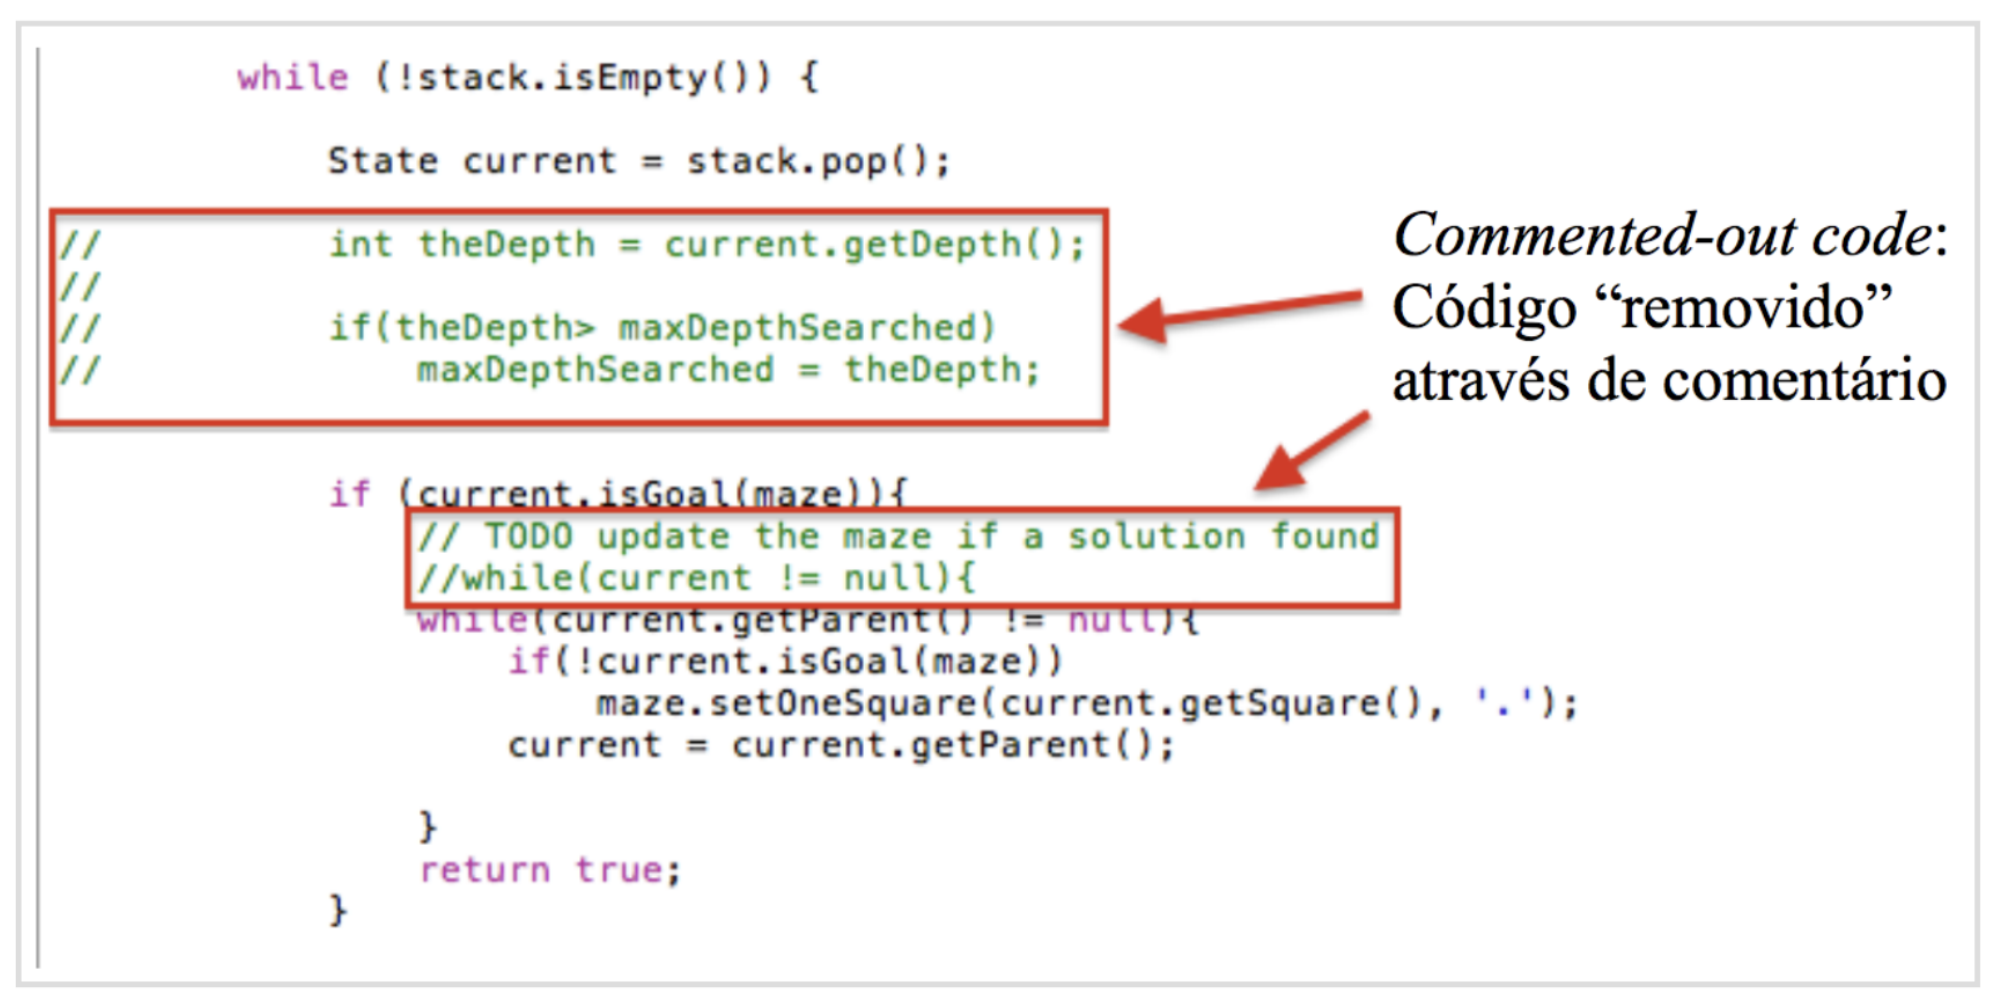 while (!stack.isEmpty()) {
State current = stack.pop();
// int theDepth = current.getDepth();
//
// if(theDepth> maxDepthSearched)
// maxDepthSearched = theDepth;
Commented-out code:
Código “removido”
através de comentário
if (current.isGoal(maze)){
// TODO update the maze if a solution found
//while(current != null){
while(current.getParent() != null){
if(!current.isGoal(maze))
maze.setOneSquare(current.getSquare(), '.');
current = current.getParent();
}
return true;
}